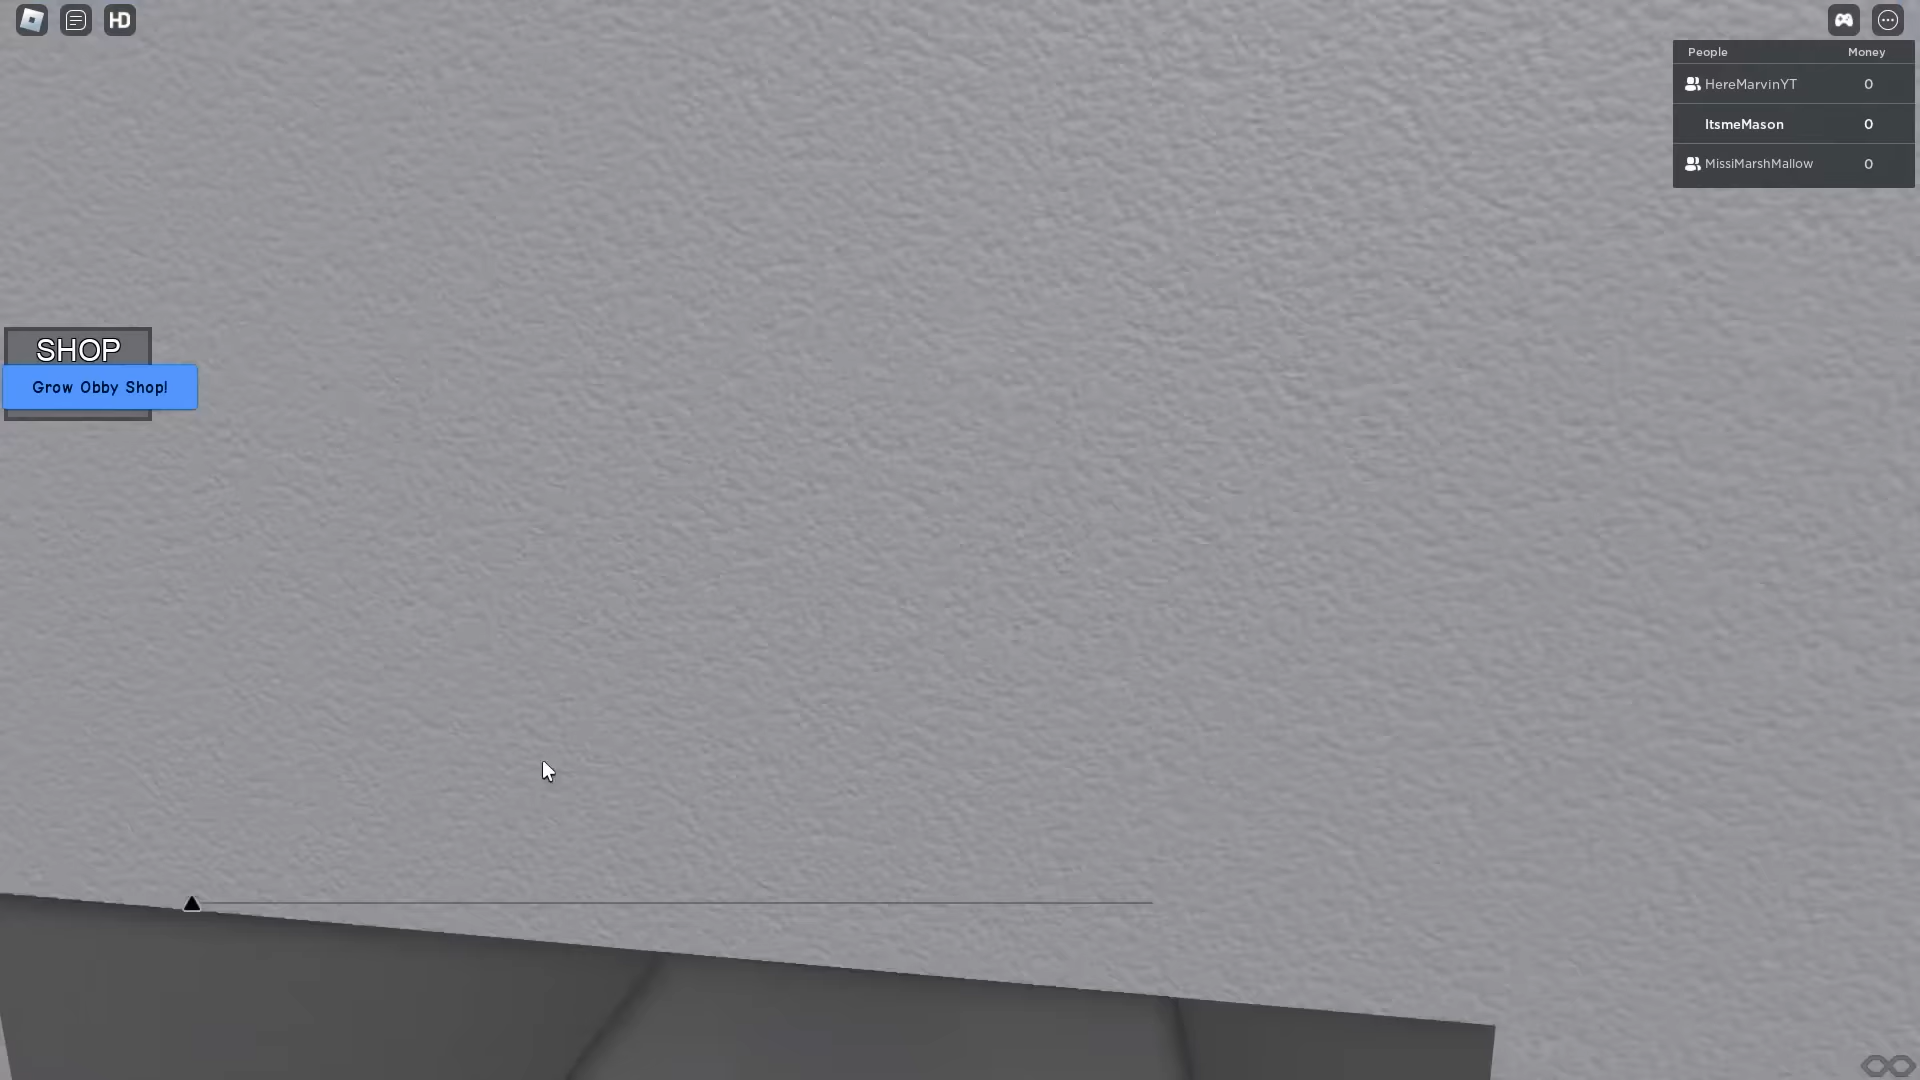 HD
People Money
HereMarvinYT 0
ItsmeMason 0
MissiMarshMallow 0
SHOP
Grow Obby Shop!